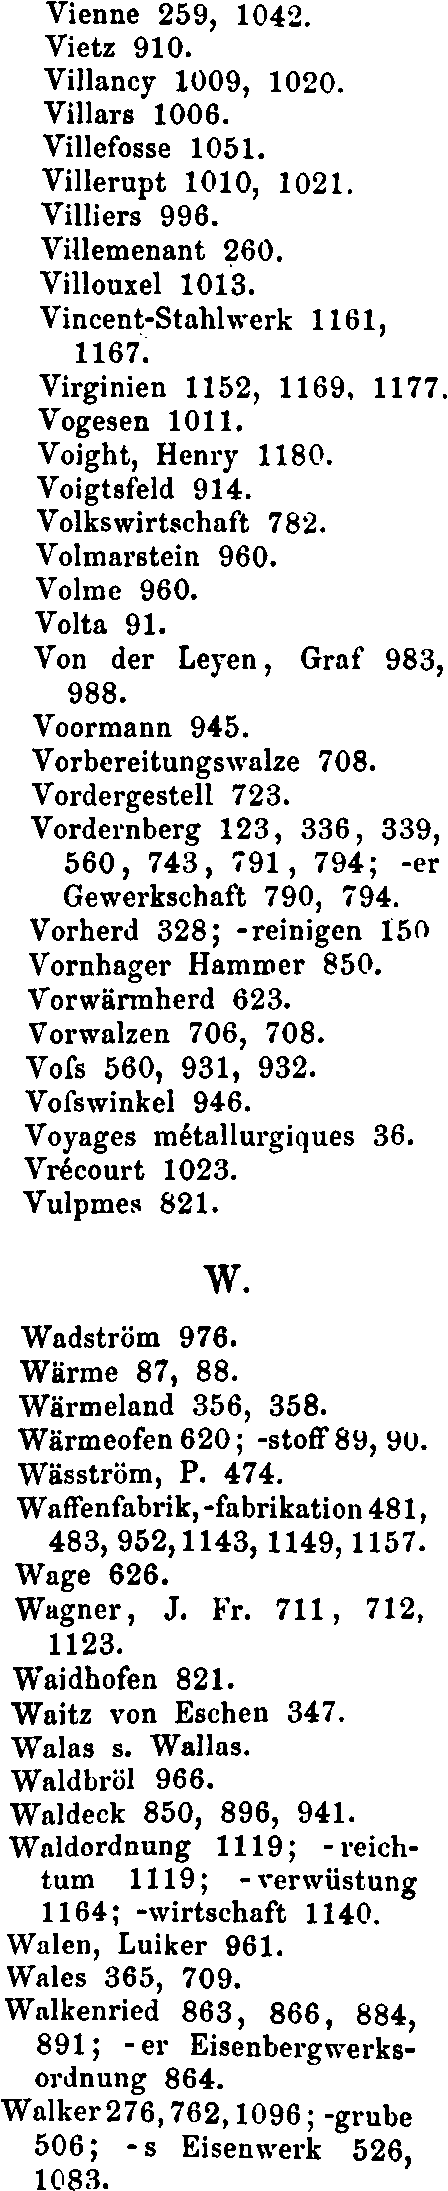 Vienne 259, 1042.
Vietz 910.
Villancy 1009, 1020.
Villars 1006.
Villefosse 1051.
Villerupt 1010, 1021.
Villiers 996.
Villemenant 260.
Villouxel 1013.
Vincent-Stahlwerk 1161,
1167.
Virginien 1152, 1169, 1177.
Vogesen 1011.
Voight, Henry 1180.
Voigtsfeld 914.
Volkswirtschaft 782.
Volmarstein 960.
Volme 960.
Volta 91.
Von der Leyen, Graf 983,
988.
Voormann 945.
Vorbereitungswalze 708.
Vordergestell 723.
Vordernberg 123, 336, 339,
560, 743, 791, 794; -er
Gewerkschaft 790, 794.
Vorherd 328; -reinigen 150
Vornhager Hammer 850.
Vorwärmherd 623.
Vorwalzen 706, 708.
Voſs 560, 931, 932.
Voſswinkel 946.
Voyages métallurgiques 36.
Vrécourt 1023.
Vulpmes 821.
W.
Wadström 976.
Wärme 87, 88.
Wärmeland 356, 358.
Wärmeofen 620; -stoff 89, 90.
Wäsström, P. 474.
Waffenfabrik, -fabrikation 481,
483, 952, 1143, 1149, 1157.
Wage 626.
Wagner, J. Fr. 711, 712,
1123.
Waidhofen 821.
Waitz von Eschen 347.
Walas s. Wallas.
Waldbröl 966.
Waldeck 850, 896, 941.
Waldordnung 1119; -reich-
tum 1119; -verwüstung
1164; -wirtschaft 1140.
Walen, Luiker 961.
Wales 365, 709.
Walkenried 863, 866, 884,
891; -er Eisenbergwerks-
ordnung 864.
Walker 276, 762, 1096; -grube
506; -s Eisenwerk 526,
1083.